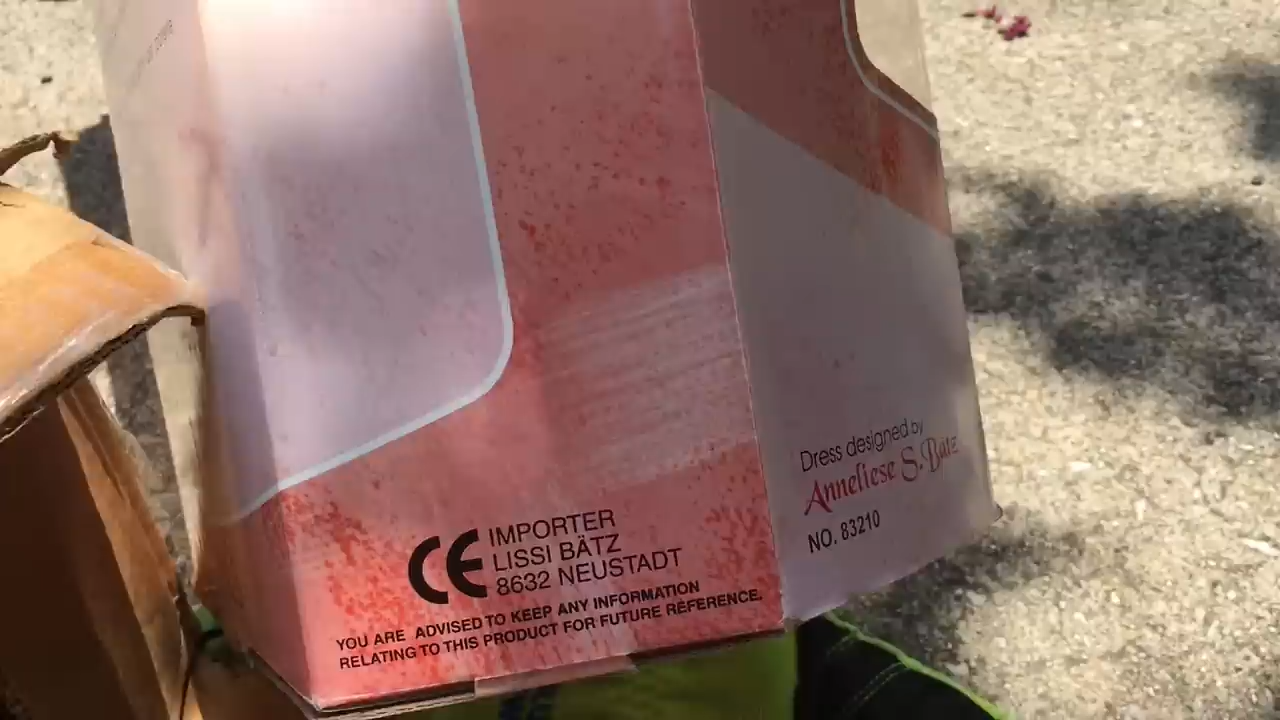 CE IMPORTER
LISSI BÄTZ
8632 NEUSTADT
YOU ARE ADVISED TO KEEP ANY INFORMATION
RELATING TO THIS PRODUCT FOR FUTURE REFERENCE.
Dress designed by
Anneliese S. Bätz
NO. 83210